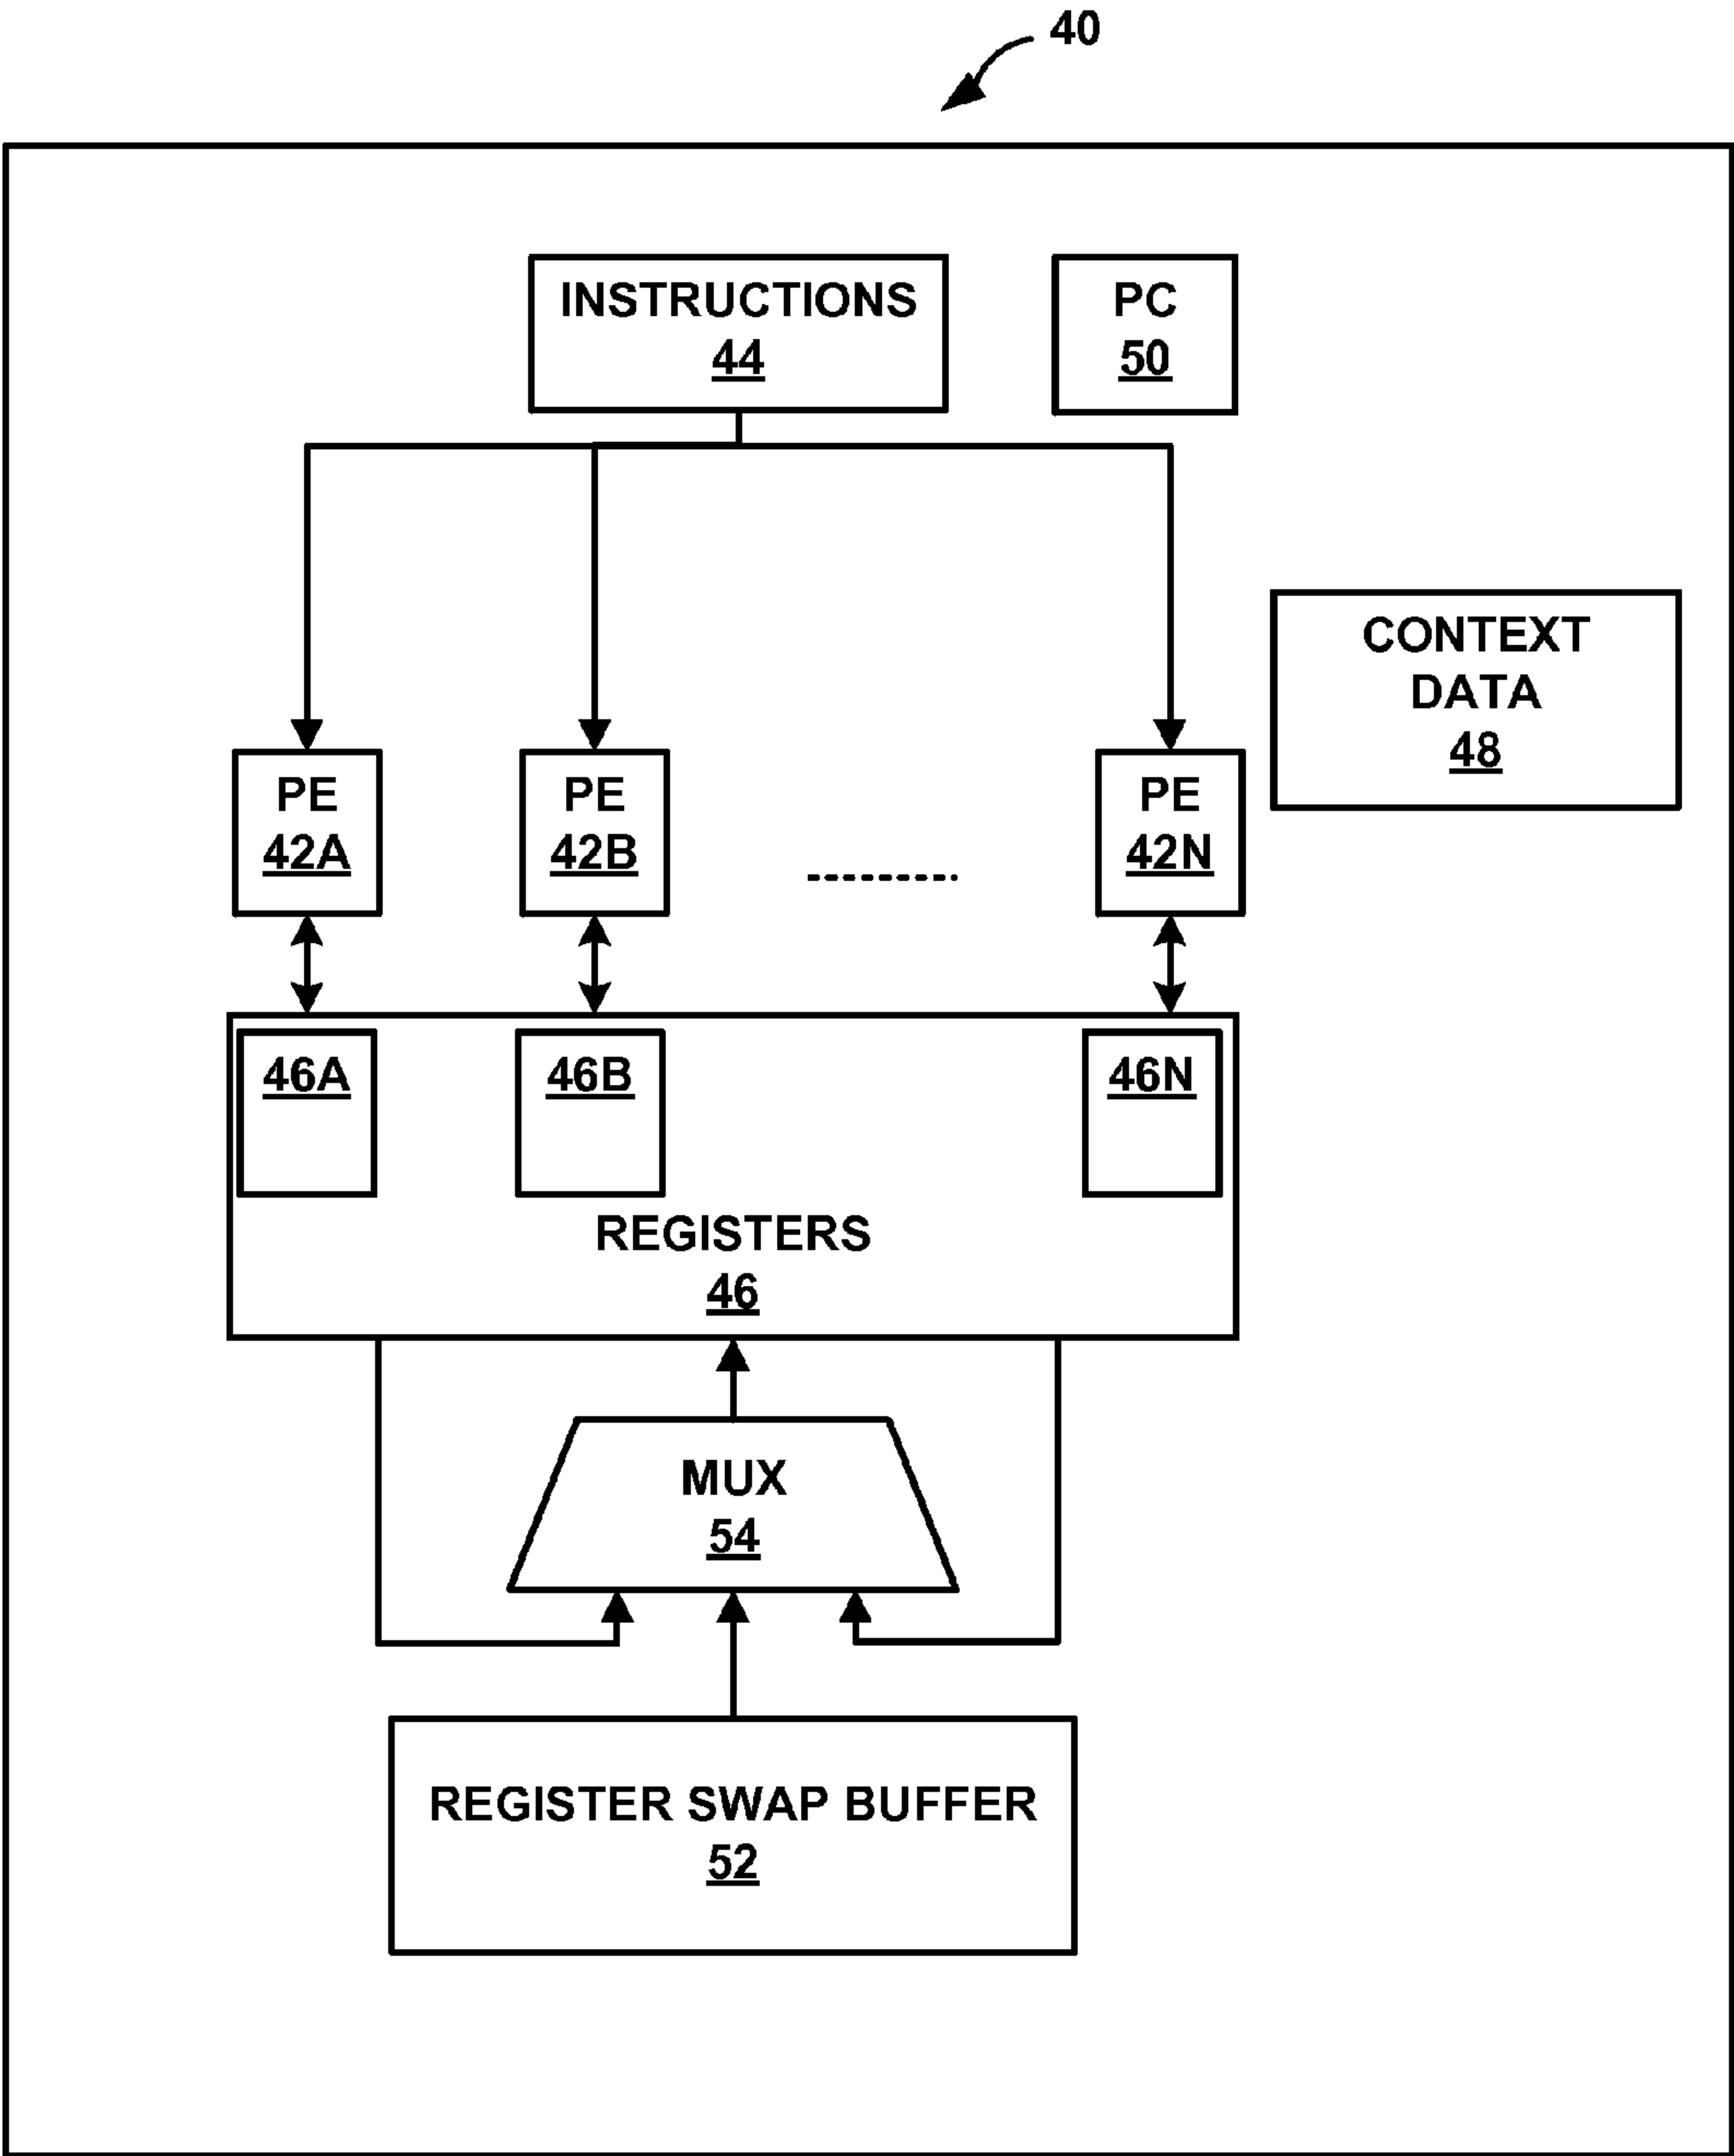 40
INSTRUCTIONS
44
PC
50
CONTEXT
DATA
48
PE
42A
PE
42B
PE
42N
46A
46B
46N
REGISTERS
46
MUX
54
REGISTER SWAP BUFFER
52